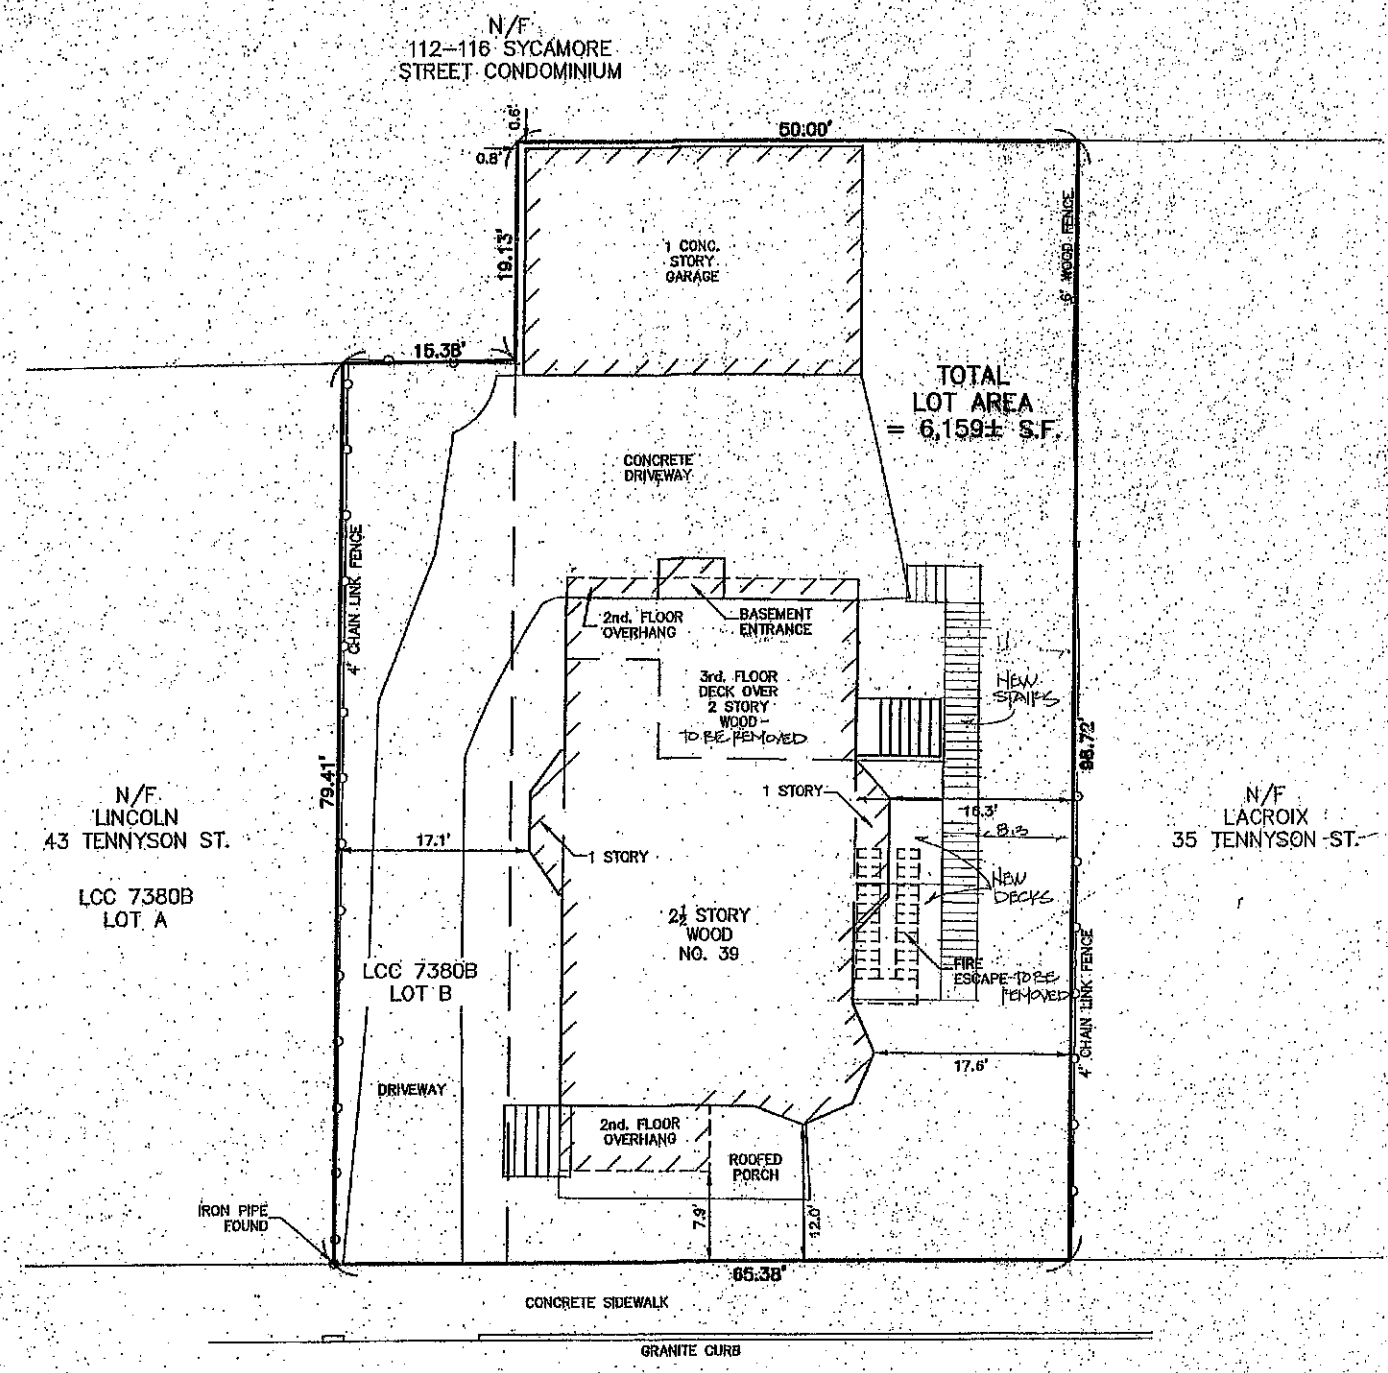 N/F
112-116 SYCAMORE
STREET CONDOMINIUM
0.6'
50.00'
0.8'
19.13'
1 CONC.
STORY
GARAGE
6' WOOD FENCE
15.38'
TOTAL
LOT AREA
= 6,159± S.F.
CONCRETE
DRIVEWAY
4' CHAIN LINK FENCE
2nd. FLOOR
OVERHANG
BASEMENT
ENTRANCE
3rd. FLOOR
DECK OVER
2 STORY
WOOD-
TO BE REMOVED
NEW
STAIRS
79.41'
N/F
LINCOLN
43 TENNYSON ST.
LCC 7380B
LOT A
1 STORY
16.3'
8.3
N/F
LACROIX
35 TENNYSON ST.
17.1'
1 STORY
NEW
DECKS
2½ STORY
WOOD
NO. 39
FIRE
ESCAPE-TO BE
REMOVED
LCC 7380B
LOT B
4' CHAIN LINK FENCE
17.6'
DRIVEWAY
2nd. FLOOR
OVERHANG
ROOFED
PORCH
IRON PIPE
FOUND
7.9'
12.0'
65.38'
CONCRETE SIDEWALK
GRANITE CURB